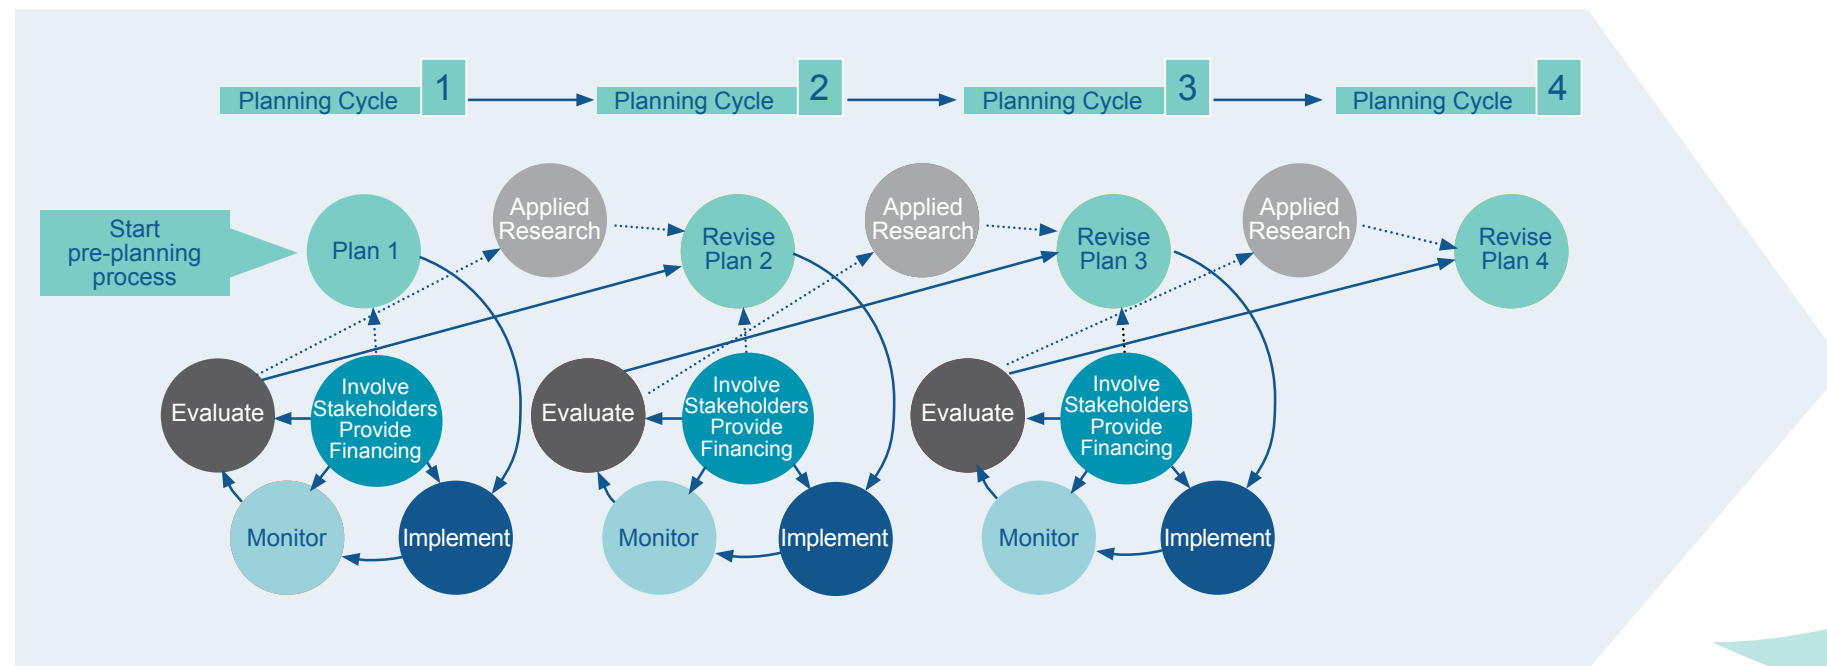 Planning Cycle 1
Planning Cycle 2
Planning Cycle 3
Planning Cycle 4
Start
pre-planning
process
Plan 1
Applied
Research
Revise
Plan 2
Applied
Research
Revise
Plan 3
Applied
Research
Revise
Plan 4
Evaluate
Involve
Stakeholders
Provide
Financing
Monitor
Implement
Evaluate
Involve
Stakeholders
Provide
Financing
Monitor
Implement
Evaluate
Involve
Stakeholders
Provide
Financing
Monitor
Implement